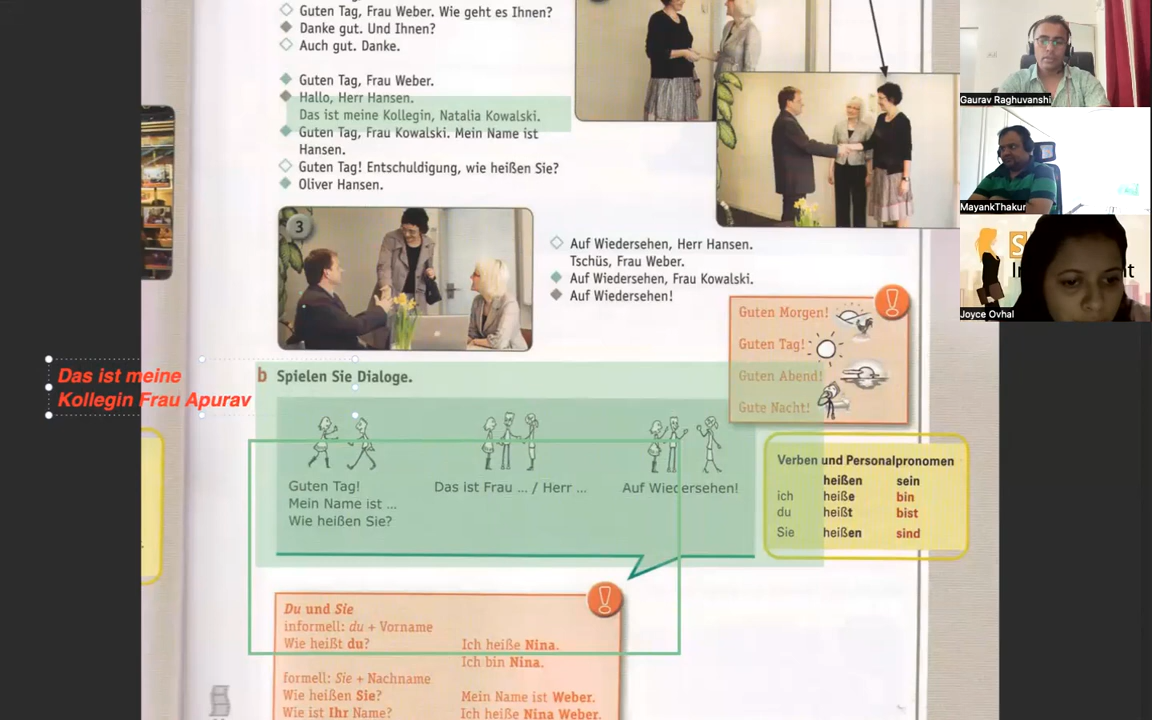 Guten Tag, Frau Weber. Wie geht es Ihnen?
Danke gut. Und Ihnen?
Auch gut. Danke.
Guten Tag, Frau Weber.
Hallo, Herr Hansen.
Das ist meine Kollegin, Natalia Kowalski.
Guten Tag, Frau Kowalski. Mein Name ist
Hansen.
Guten Tag! Entschuldigung, wie heißen Sie?
Oliver Hansen.
3
Auf Wiedersehen, Herr Hansen.
Tschüs, Frau Weber.
Auf Wiedersehen, Frau Kowalski.
Auf Wiedersehen!
Guten Morgen!
Guten Tag!
Guten Abend!
Gute Nacht!
Das ist meine
Kollegin Frau Apurav
b Spielen Sie Dialoge.
Guten Tag!
Mein Name ist ...
Wie heißen Sie?
Das ist Frau ... / Herr ...
Auf Wiedersehen!
Verben und Personalpronomen
heißen sein
ich heiße bin
du heißt bist
Sie heißen sind
Du und Sie
informell: du + Vorname
Wie heißt du? Ich heiße Nina.
Ich bin Nina.
formell: Sie + Nachname
Wie heißen Sie? Mein Name ist Weber.
Wie ist Ihr Name? Ich heiße Nina Weber.
Gaurav Raghuvanshi
MayankThakur
Joyce Ovhal